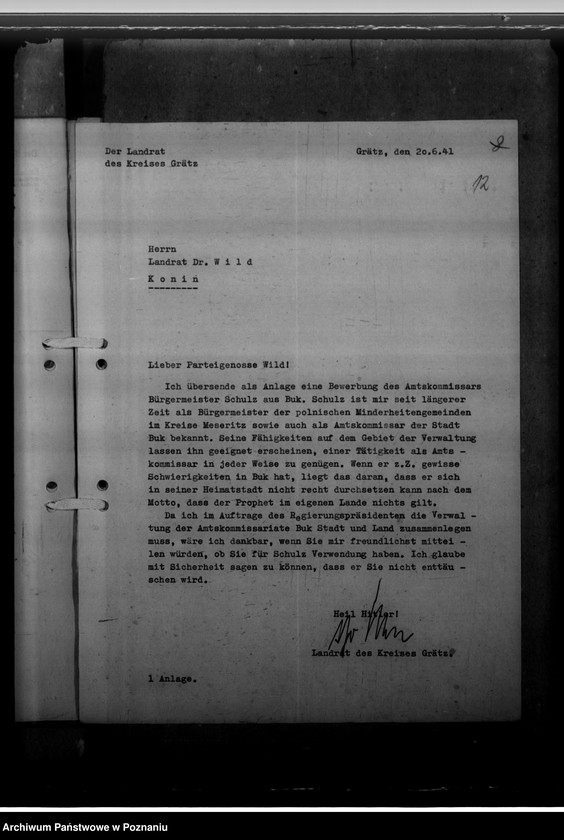 Der Landrat
des Kreises Grätz
Grätz, den 20.6.41
12
Herrn
Landrat Dr. W i l d
K o n i n
Lieber Parteigenosse Wild!
Ich übersende als Anlage eine Bewerbung des Amtskommissars
Bürgermeister Schulz aus Buk. Schulz ist mir seit längerer
Zeit als Bürgermeister der polnischen Minderheitengemeinden
im Kreise Meseritz sowie auch als Amtskommissar der Stadt
Buk bekannt. Seine Fähigkeiten auf dem Gebiet der Verwaltung
lassen ihn geeignet erscheinen, einer Tätigkeit als Amts -
kommissar in jeder Weise zu genügen. Wenn er z.Z. gewisse
Schwierigkeiten in Buk hat, liegt das daran, dass er sich
in seiner Heimatstadt nicht recht durchsetzen kann nach dem
Motto, dass der Prophet im eigenen Lande nichts gilt.
Da ich im Auftrage des Regierungspräsidenten die Verwal -
tung der Amtskommissariate Buk Stadt und Land zusammenlegen
muss, wäre ich dankbar, wenn Sie mir freundlichst mittei -
len würden, ob Sie für Schulz Verwendung haben. Ich glaube
mit Sicherheit sagen zu können, dass er Sie nicht enttäu -
schen wird.
Heil Hitler!
Landrat des Kreises Grätz.
1 Anlage.
Archiwum Państwowe w Poznaniu